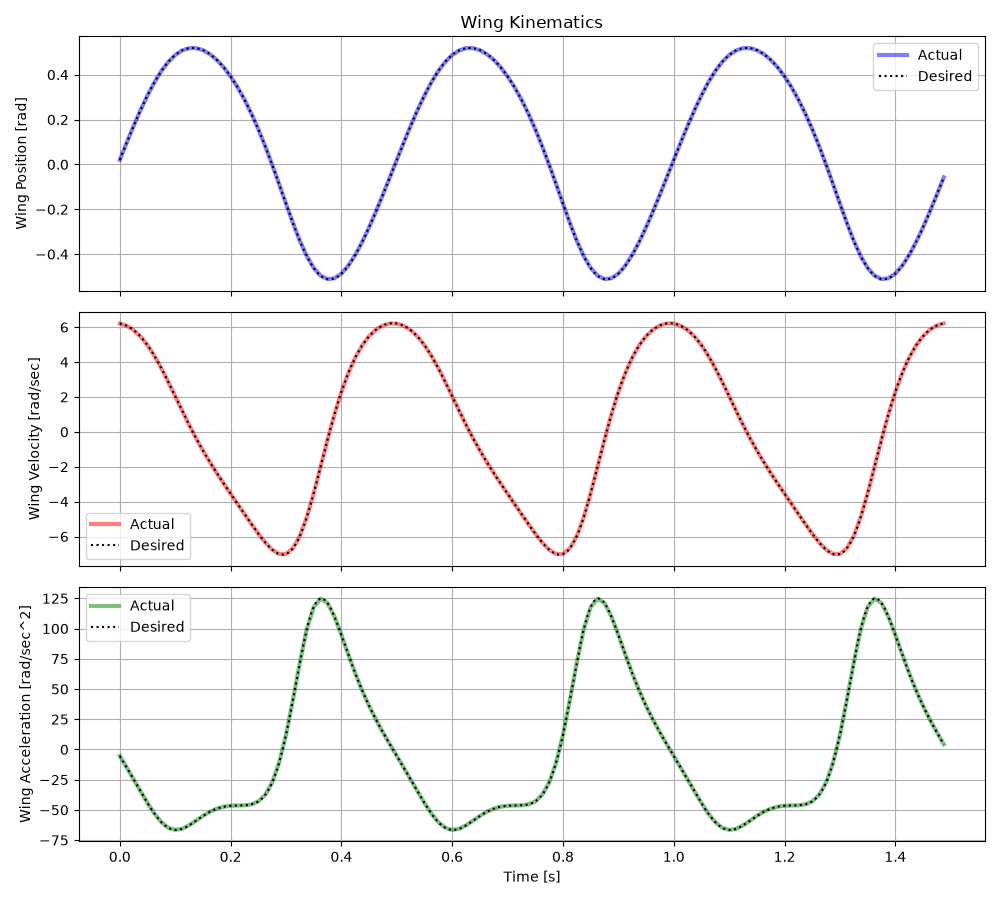 Wing Kinematics
Wing Position [rad]
0.4
0.2
0.0
−0.2
−0.4
Actual
Desired
Wing Velocity [rad/sec]
6
4
2
0
−2
−4
−6
Actual
Desired
Wing Acceleration [rad/sec^2]
125
100
75
50
25
0
−25
−50
−75
Actual
Desired
0.0 0.2 0.4 0.6 0.8 1.0 1.2 1.4
Time [s]